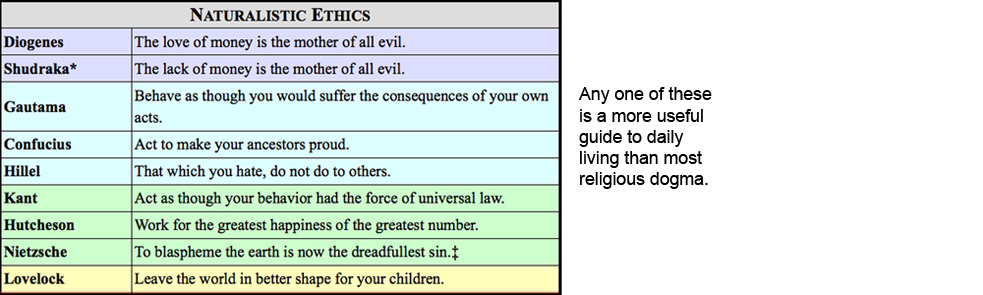 NATURALISTIC ETHICS
Diogenes The love of money is the mother of all evil.
Shudraka* The lack of money is the mother of all evil.
Gautama Behave as though you would suffer the consequences of your own
acts.
Confucius Act to make your ancestors proud.
Hillel That which you hate, do not do to others.
Kant Act as though your behavior had the force of universal law.
Hutcheson Work for the greatest happiness of the greatest number.
Nietzsche To blaspheme the earth is now the dreadfullest sin.‡
Lovelock Leave the world in better shape for your children.
Any one of these
is a more useful
guide to daily
living than most
religious dogma.